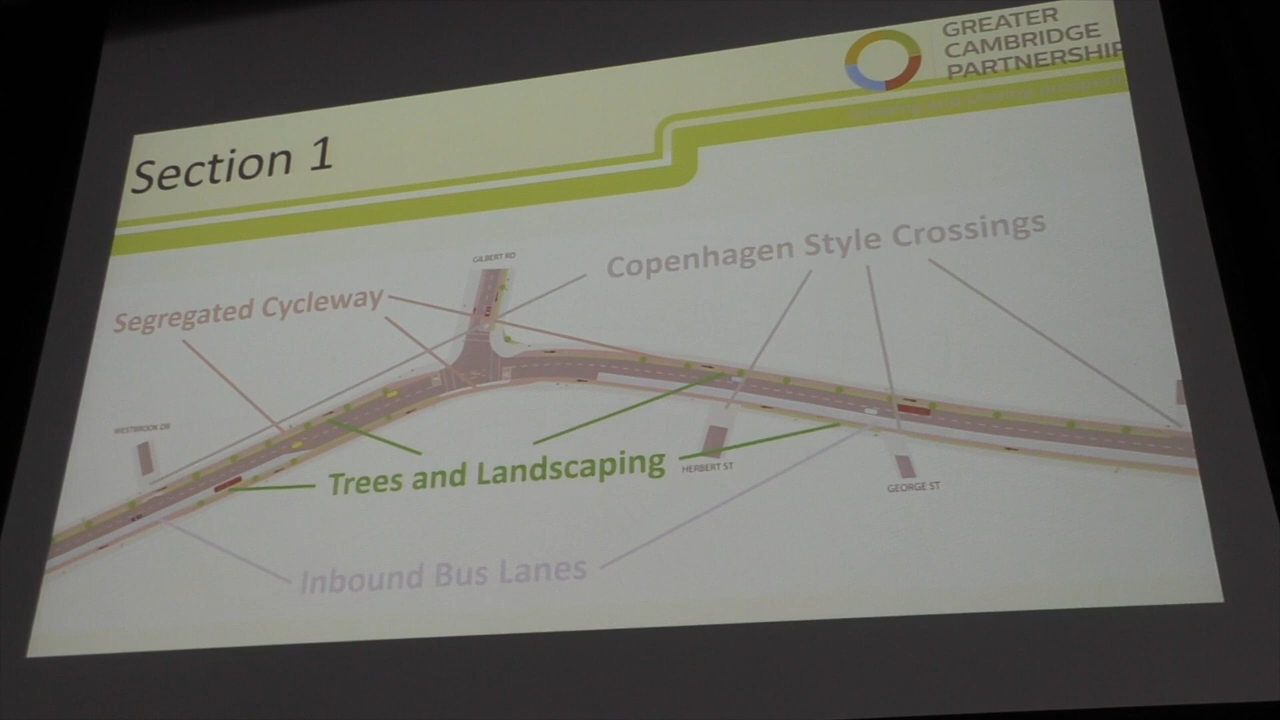 GREATER
CAMBRIDGE
PARTNERSHIP
Section 1
GILBERT RD
Copenhagen Style Crossings
Segregated Cycleway
WESTBROOK DR
Trees and Landscaping
HERBERT ST
GEORGE ST
Inbound Bus Lanes